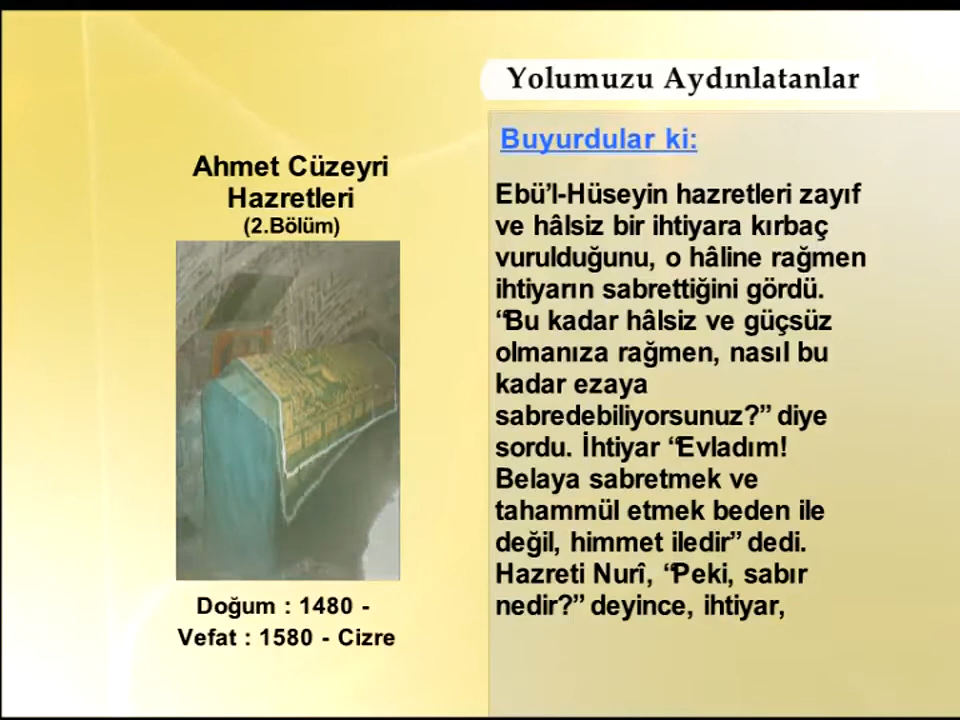 Yolumuzu Aydınlatanlar
Ahmet Cüzeyri
Hazretleri
(2.Bölüm)
Doğum : 1480 -
Vefat : 1580 - Cizre
Buyurdular ki:
Ebü’l-Hüseyin hazretleri zayıf
ve hâlsiz bir ihtiyara kırbaç
vurulduğunu, o hâline rağmen
ihtiyarın sabrettiğini gördü.
“Bu kadar hâlsiz ve güçsüz
olmanıza rağmen, nasıl bu
kadar ezaya
sabredebiliyorsunuz?” diye
sordu. İhtiyar “Evladım!
Belaya sabretmek ve
tahammül etmek beden ile
değil, himmet iledir” dedi.
Hazreti Nurî, “Peki, sabır
nedir?” deyince, ihtiyar,